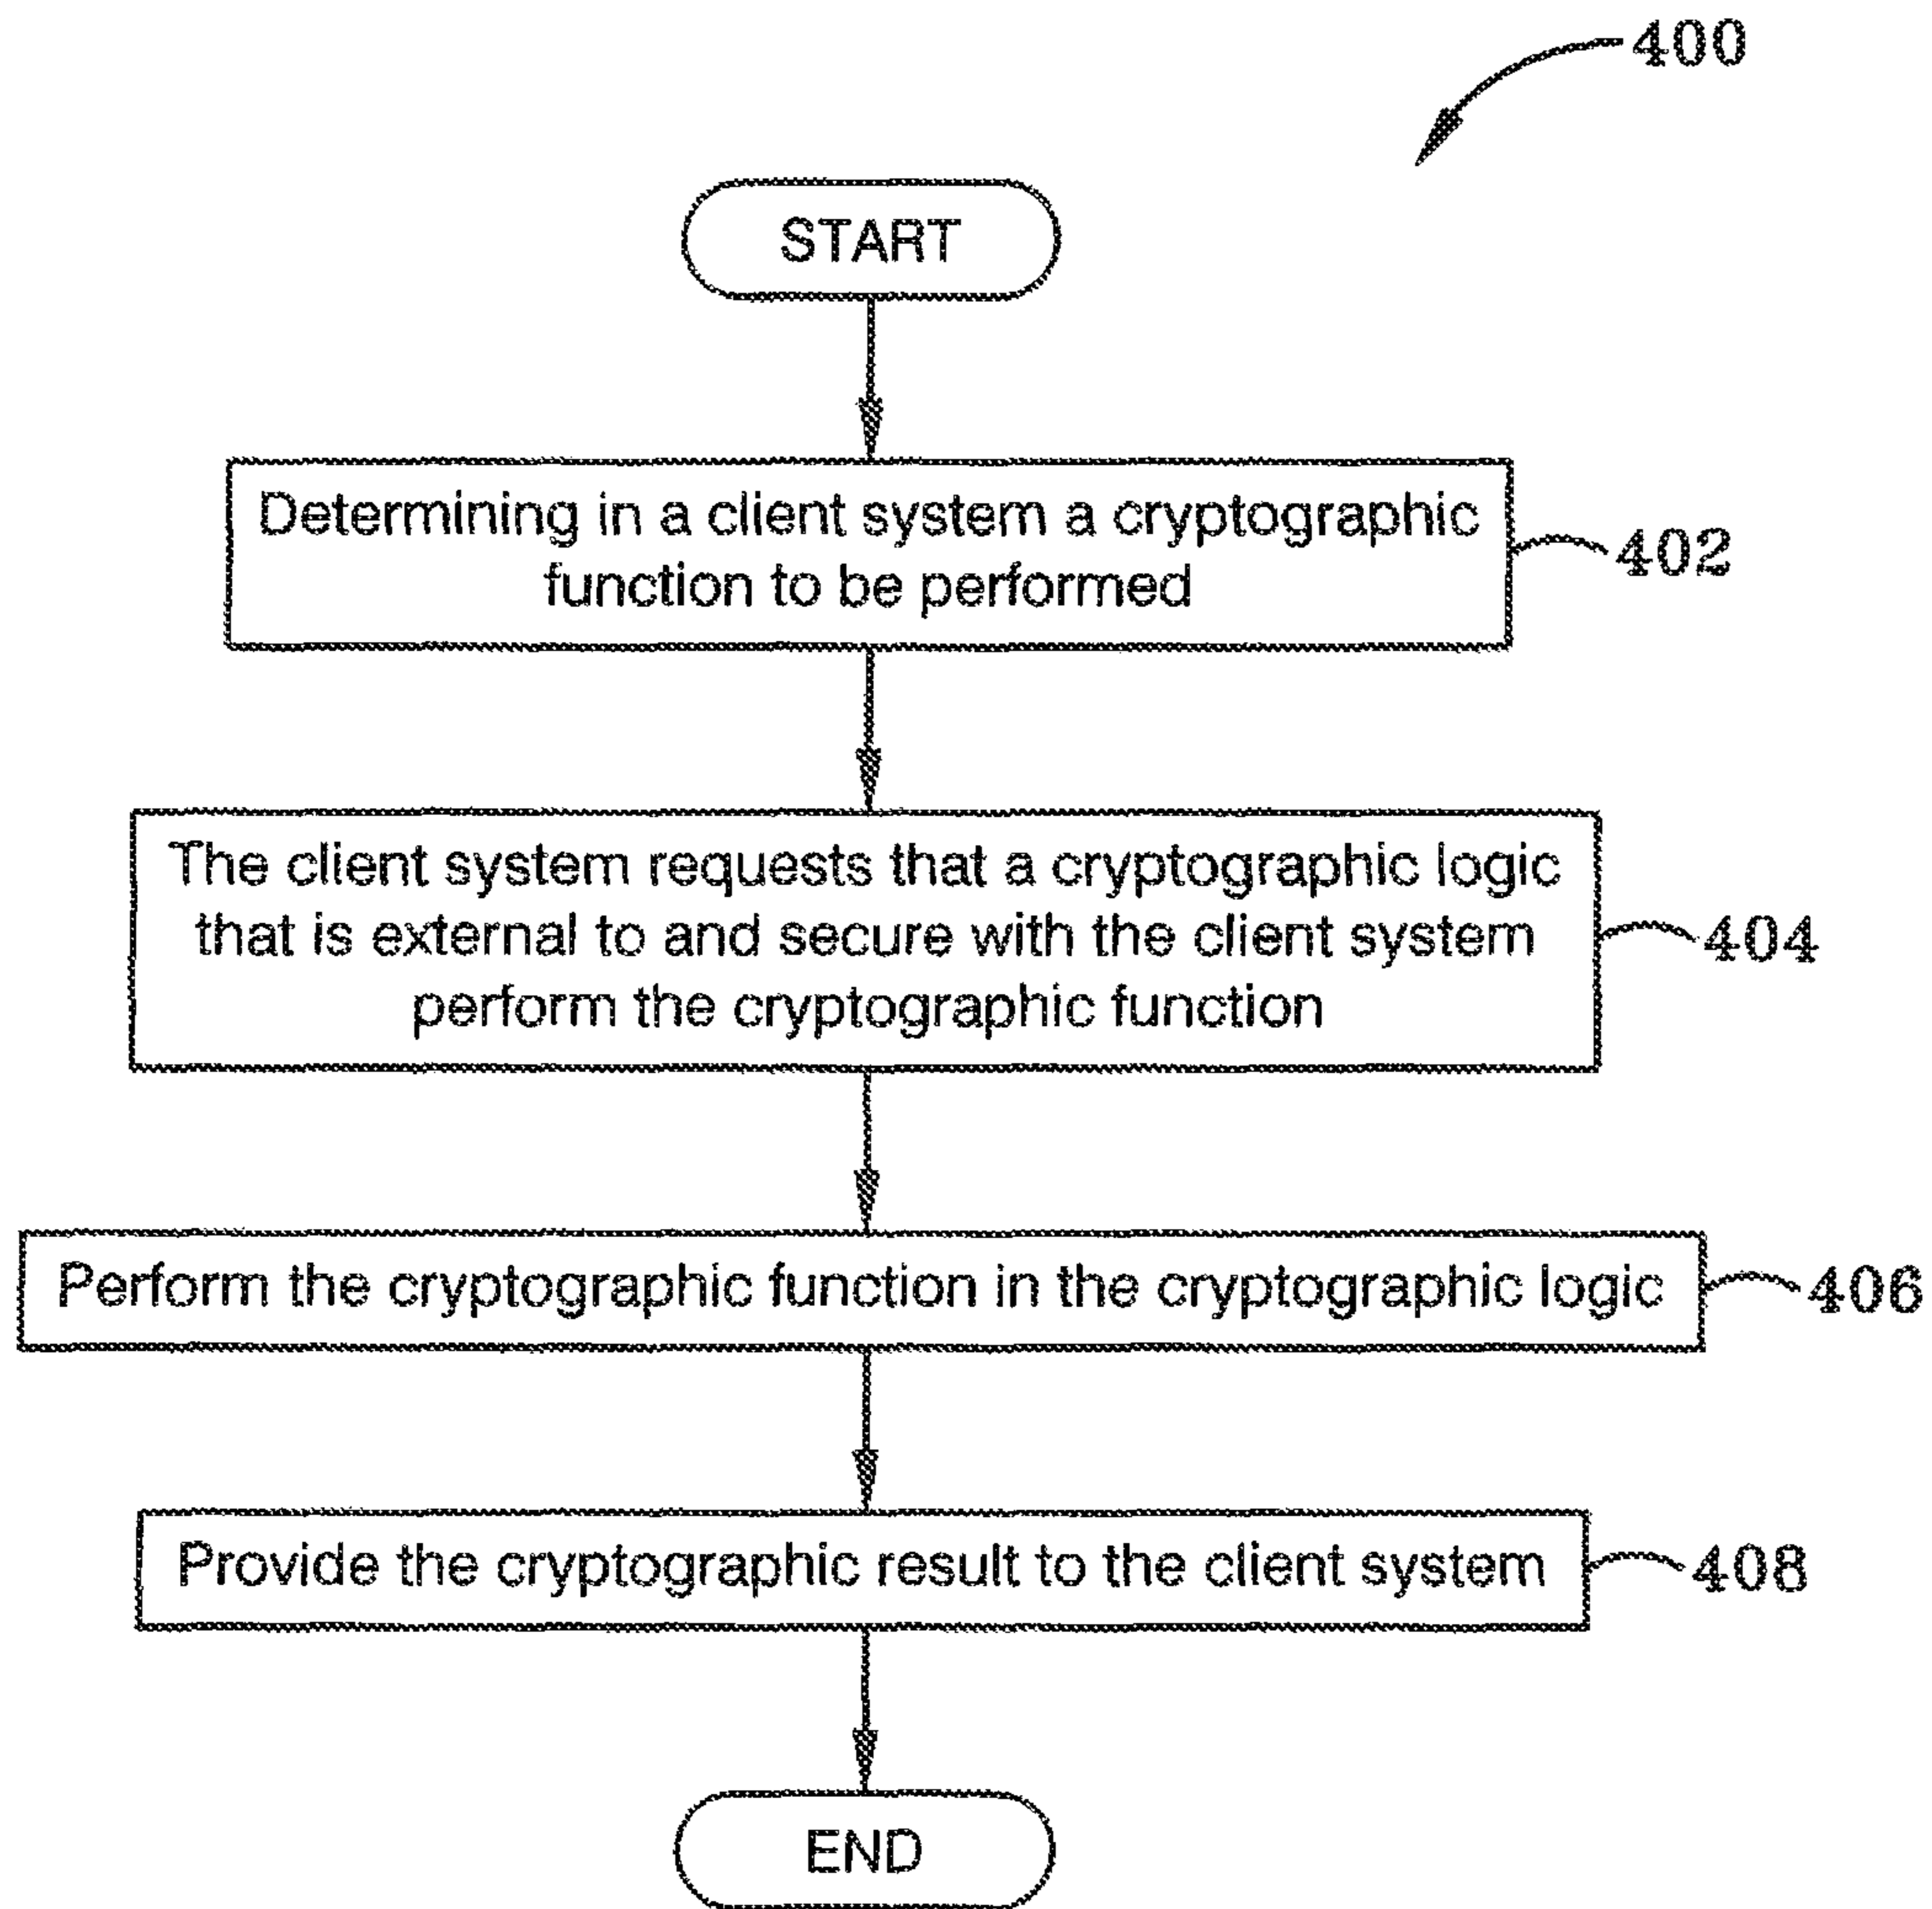 400
START
Determining in a client system a cryptographic
function to be performed
402
The client system requests that a cryptographic logic
that is external to and secure with the client system
perform the cryptographic function
404
Perform the cryptographic function in the cryptographic logic
406
Provide the cryptographic result to the client system
408
END